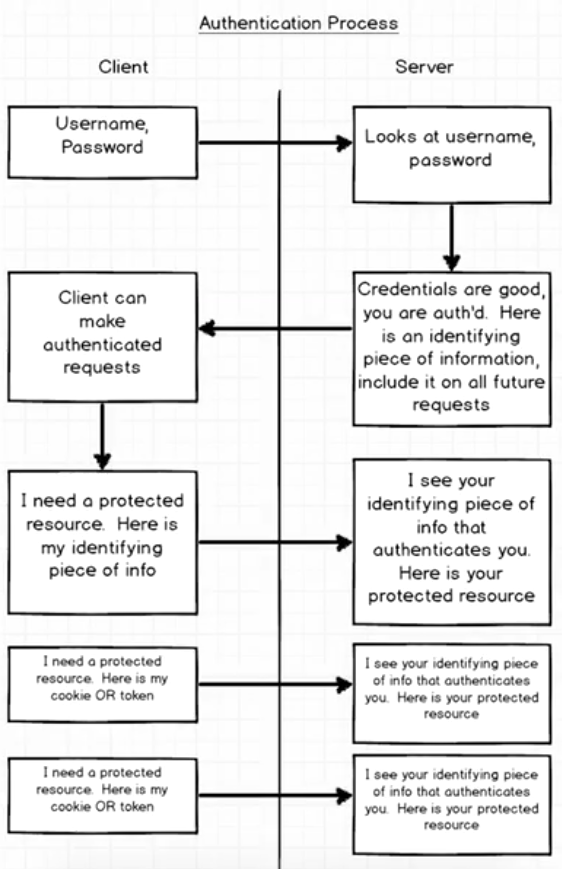 Authentication Process
Client
Server
Username,
Password
Looks at username,
password
Credentials are good,
you are auth'd. Here
is an identifying
piece of information,
include it on all future
requests
Client can
make
authenticated
requests
I need a protected
resource. Here is
my identifying
piece of info
I see your
identifying piece of
info that
authenticates you.
Here is your
protected resource
I need a protected
resource. Here is my
cookie OR token
I see your identifying piece
of info that authenticates
you. Here is your protected
resource
I need a protected
resource. Here is my
cookie OR token
I see your identifying piece
of info that authenticates
you. Here is your protected
resource